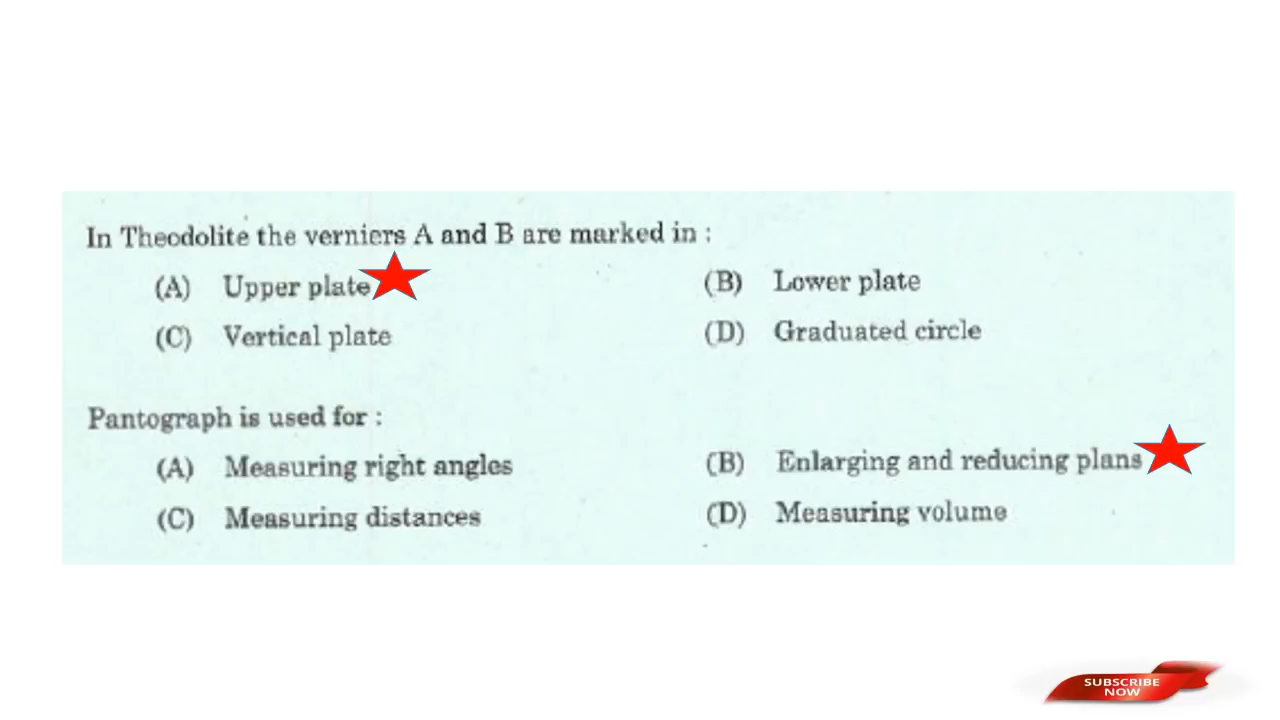 In Theodolite the verniers A and B are marked in :
(A) Upper plate (B) Lower plate
(C) Vertical plate (D) Graduated circle
Pantograph is used for :
(A) Measuring right angles (B) Enlarging and reducing plans
(C) Measuring distances (D) Measuring volume
SUBSCRIBE
NOW